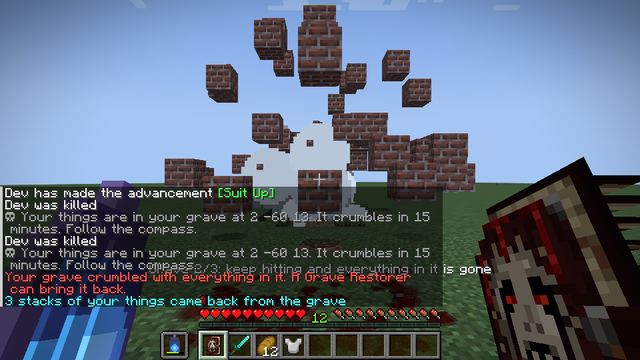 Dev has made the advancement [Suit Up]
Dev was killed
☠ Your things are in your grave at 2 -60 13. It crumbles in 15
minutes. Follow the compass.
Dev was killed
☠ Your things are in your grave at 2 -60 13. It crumbles in 15
minutes. Follow the compass.
2/3: keep hitting and everything in it is gone
Your grave crumbled with everything in it. A Grave Restorer
can bring it back.
3 stacks of your things came back from the grave
12
12